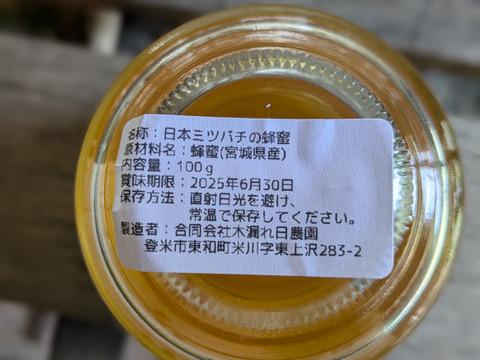 名称：日本ミツバチの蜂蜜
原材料名：蜂蜜(宮城県産)
内容量：100g
賞味期限：2025年6月30日
保存方法：直射日光を避け、
常温で保存してください。
製造者：合同会社木漏れ日農園
登米市東和町米川字東上沢283-2